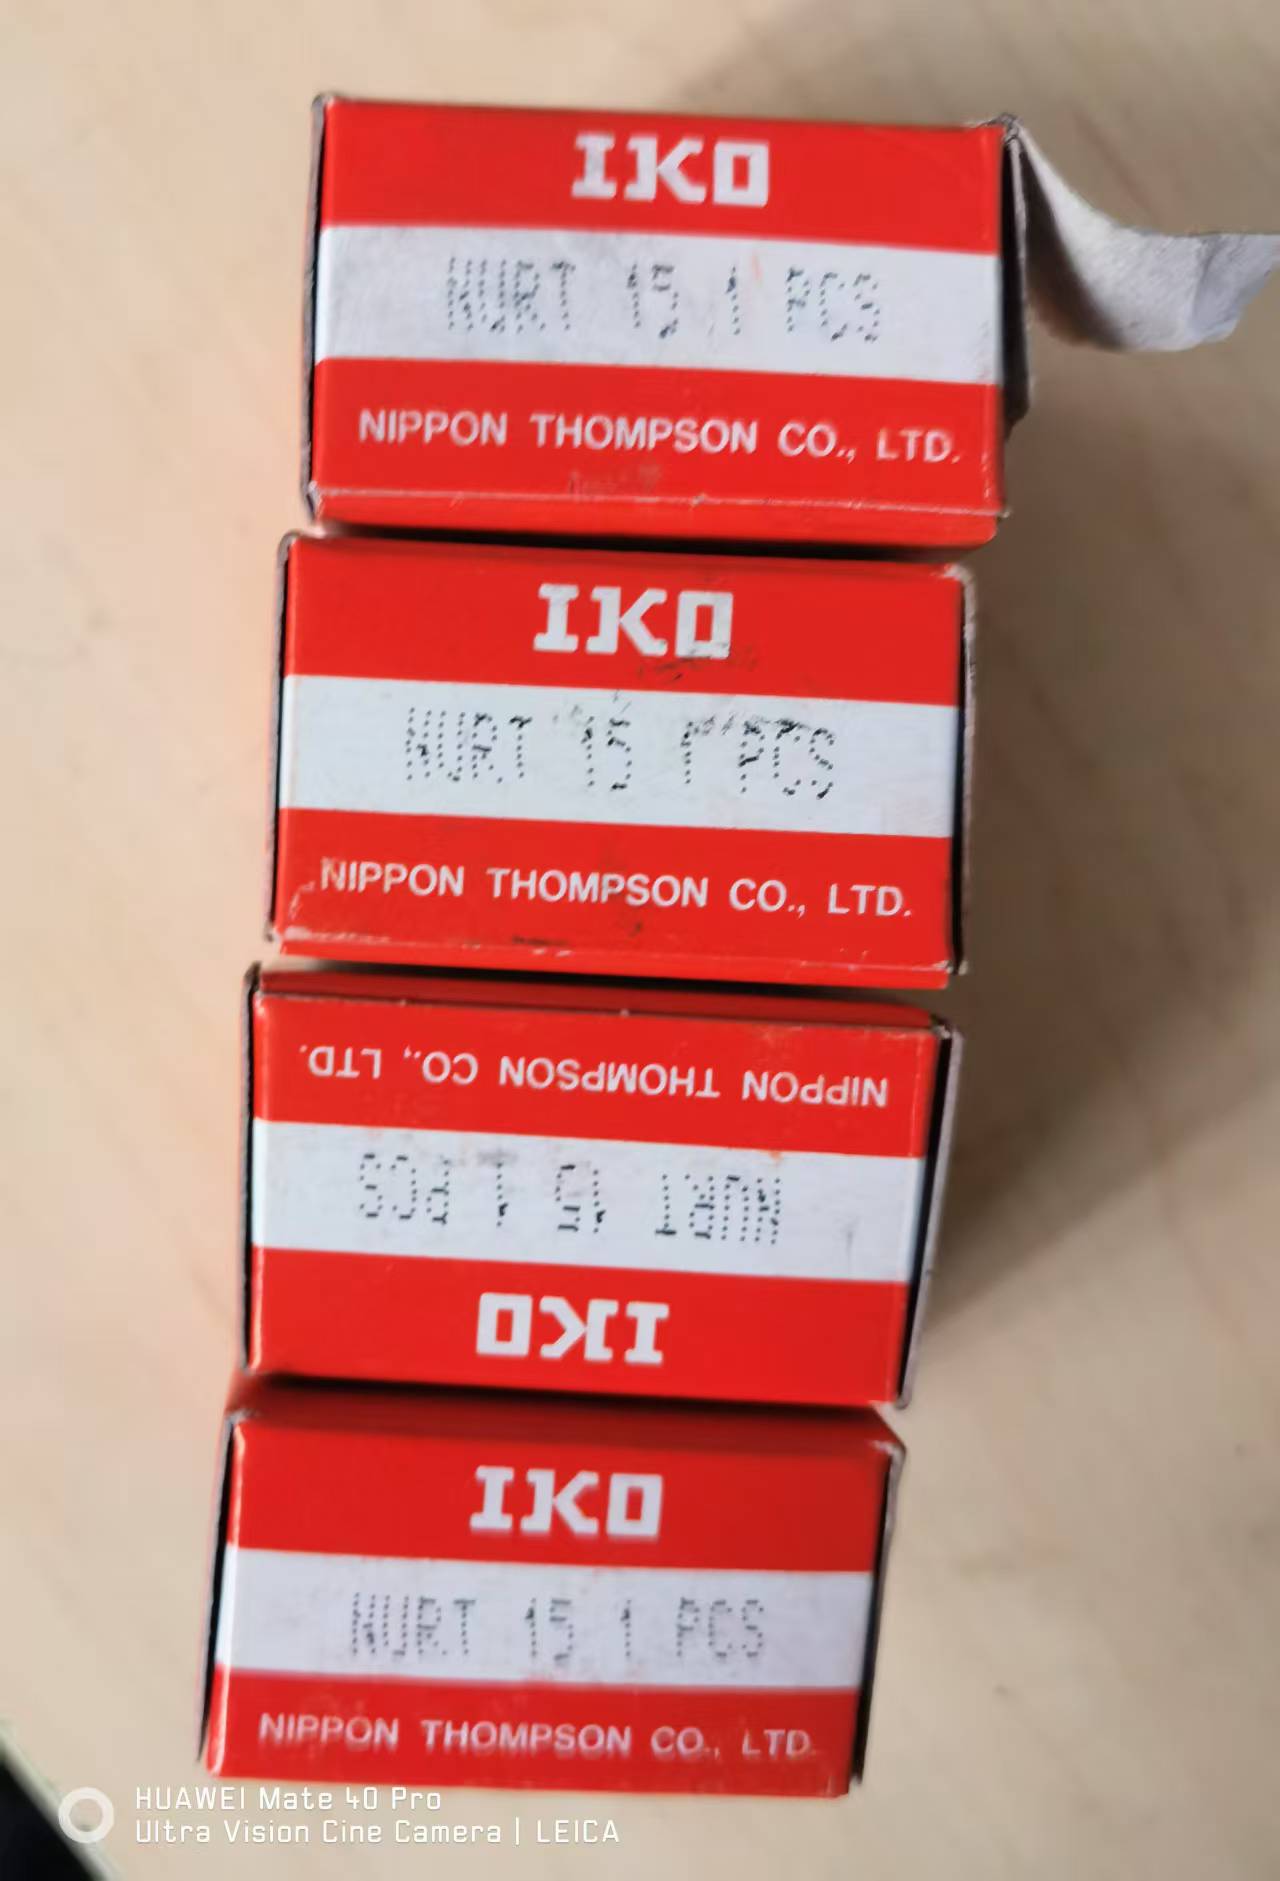 IKO
NURT 15 1 PCS
NIPPON THOMPSON CO., LTD.
IKO
NURT 15 1 PCS
NIPPON THOMPSON CO., LTD.
IKO
NURT 15 1 PCS
NIPPON THOMPSON CO., LTD.
IKO
NURT 15 1 PCS
NIPPON THOMPSON CO., LTD.
HUAWEI Mate 40 Pro
Ultra Vision Cine Camera | LEICA